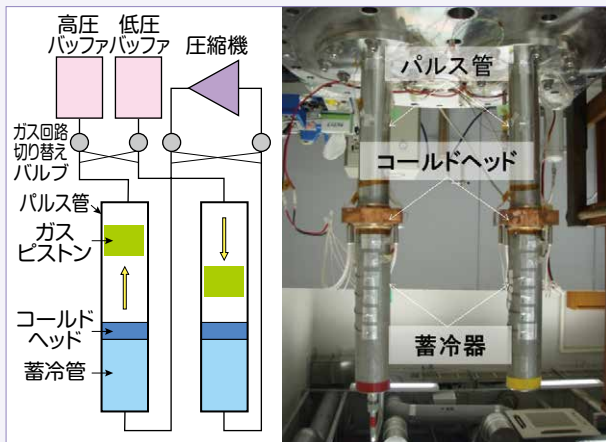 高圧
バッファ
低圧
バッファ
圧縮機
ガス回路
切り替え
バルブ
パルス管
ガス
ピストン
コールド
ヘッド
蓄冷管
パルス管
コールドヘッド
蓄冷器